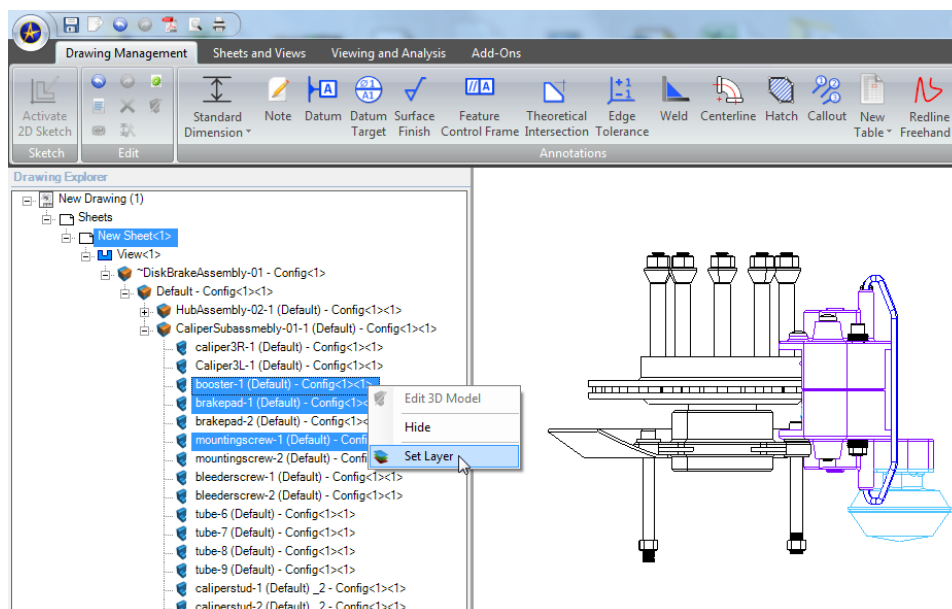 Drawing Management Sheets and Views Viewing and Analysis Add-Ons
Activate
2D Sketch
Standard
Dimension
Note
Datum
Datum
Target
Surface
Finish
Feature
Control Frame
Theoretical
Intersection
Edge
Tolerance
Weld
Centerline
Hatch
Callout
New
Table
Redline
Freehand
Sketch Edit Annotations
Drawing Explorer
New Drawing (1)
Sheets
New Sheet<1>
View<1>
~DiskBrakeAssembly-01 - Config<1>
Default - Config<1><1>
HubAssembly-02-1 (Default) - Config<1><1>
CaliperSubassmebly-01-1 (Default) - Config<1><1>
caliper3R-1 (Default) - Config<1><1>
Caliper3L-1 (Default) - Config<1><1>
booster-1 (Default) - Config<1><1>
brakepad-1 (Default) - Config<1>
brakepad-2 (Default) - Config<1>
mountingscrew-1 (Default) -
mountingscrew-2 (Default) -
bleederscrew-1 (Default) - Config<1><1>
bleederscrew-2 (Default) - Config<1><1>
tube-6 (Default) - Config<1><1>
tube-7 (Default) - Config<1><1>
tube-8 (Default) - Config<1><1>
tube-9 (Default) - Config<1><1>
caliperstud-1 (Default) _2 - Config<1><1>
caliperstud-2 (Default) _2 - Config<1><1>
Edit 3D Model
Hide
Set Layer